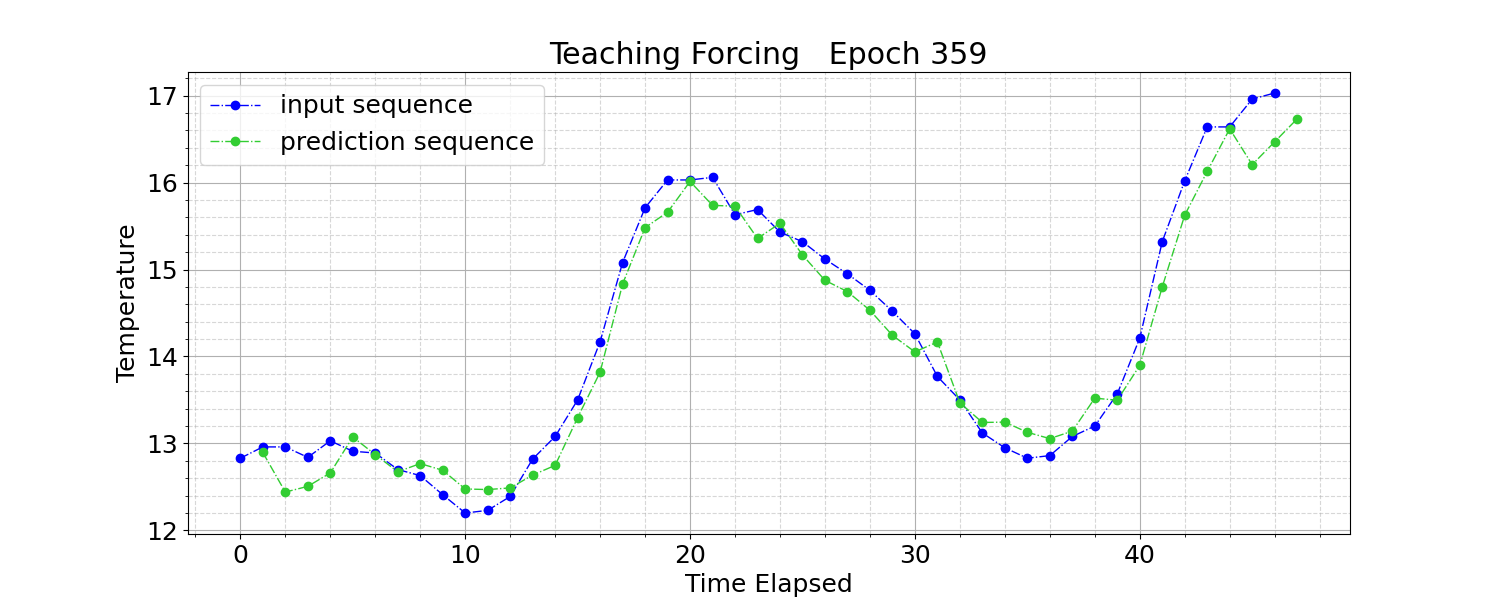 Teaching Forcing   Epoch 359
input sequence
prediction sequence
Temperature
17
16
15
14
13
12
0 10 20 30 40
Time Elapsed